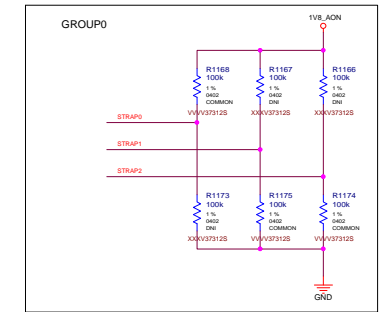 GROUP0
1V8_AON
R1168
100k
1 %
0402
COMMON
VVVV37312S
R1167
100k
1 %
0402
DNI
XXXV37312S
R1166
100k
1 %
0402
DNI
XXXV37312S
STRAP0
STRAP1
STRAP2
R1173
100k
1 %
0402
DNI
XXXV37312S
R1175
100k
1 %
0402
COMMON
VVVV37312S
R1174
100k
1 %
0402
COMMON
VVVV37312S
GND